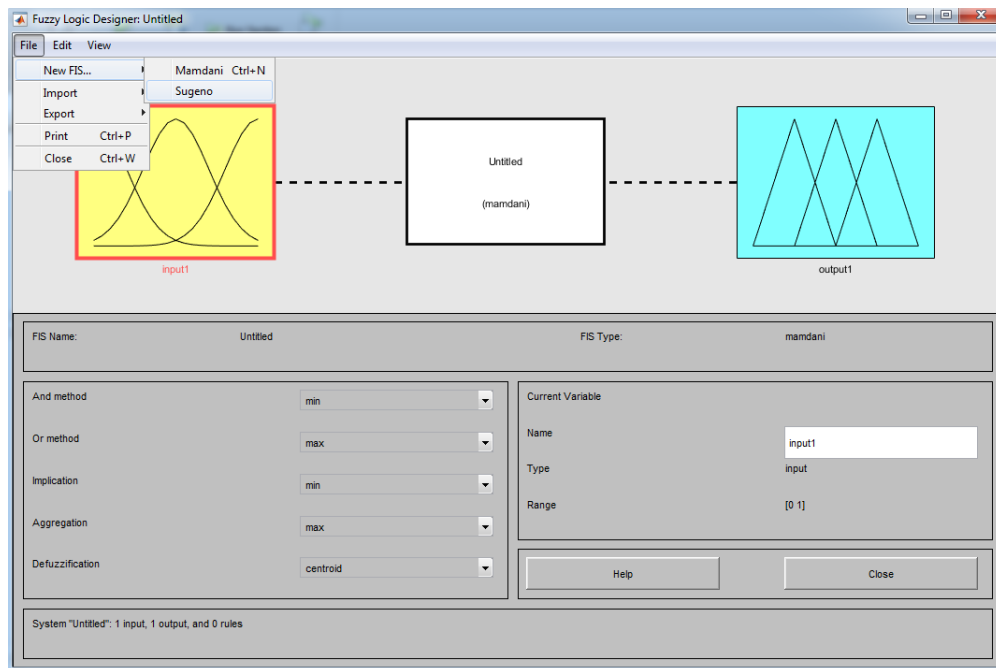 Fuzzy Logic Designer: Untitled
File Edit View
New FIS...
Mamdani Ctrl+N
Import
Sugeno
Export
Print Ctrl+P
Close Ctrl+W
Untitled
(mamdani)
input1
output1
FIS Name: Untitled FIS Type: mamdani
And method min
Or method max
Implication min
Aggregation max
Defuzzification centroid
Current Variable
Name input1
Type input
Range [0 1]
Help Close
System "Untitled": 1 input, 1 output, and 0 rules